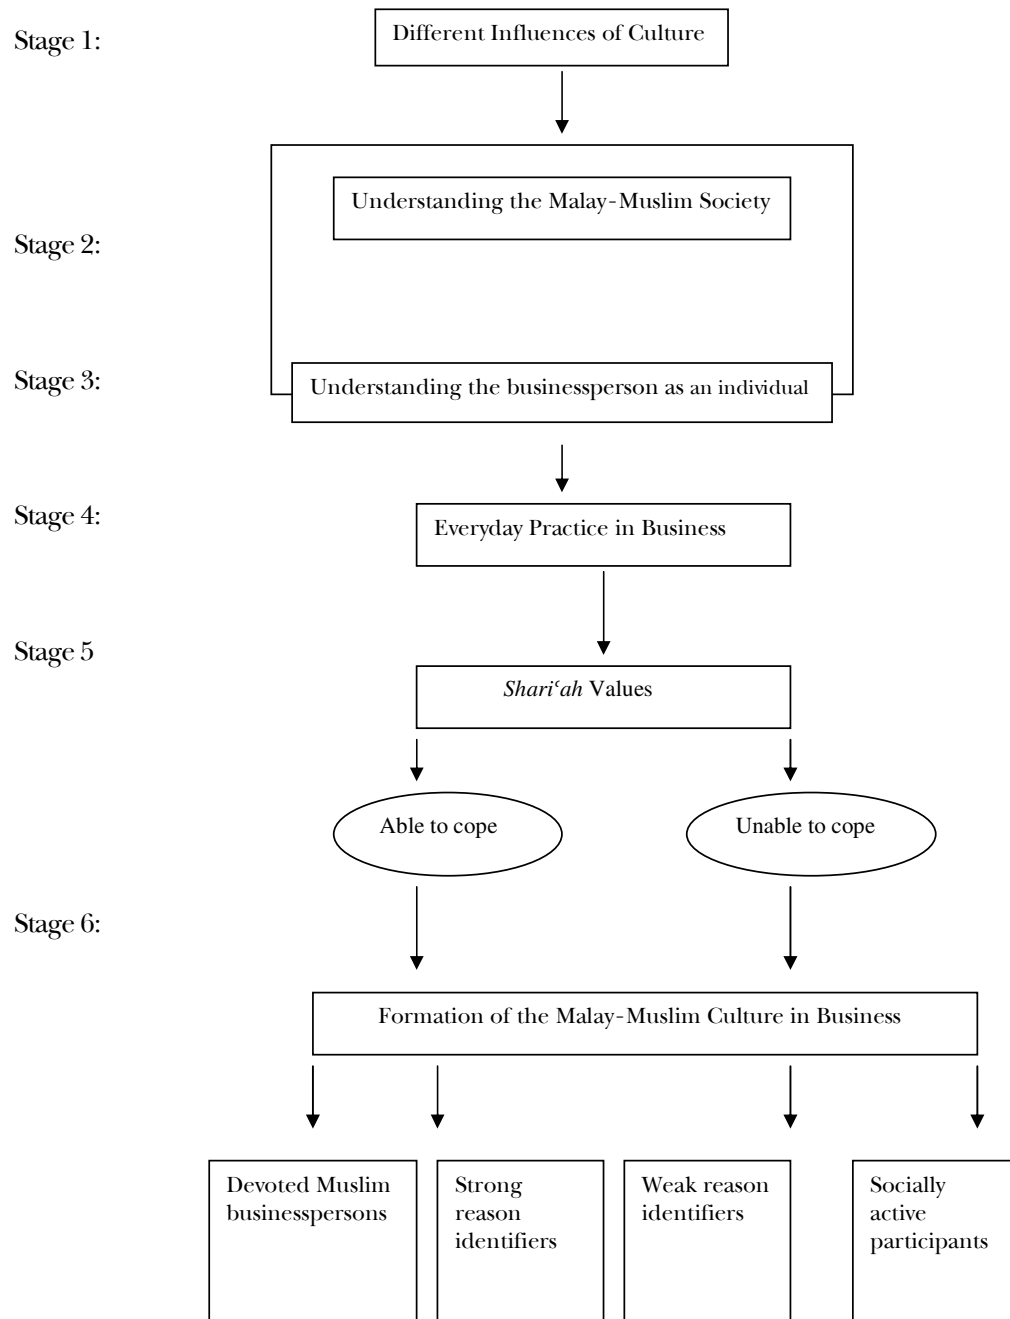 Stage 1:
Different Influences of Culture
Understanding the Malay-Muslim Society
Stage 2:
Stage 3:
Understanding the businessperson as an individual
Stage 4:
Everyday Practice in Business
Stage 5
Shariʿah Values
Able to cope
Unable to cope
Stage 6:
Formation of the Malay-Muslim Culture in Business
Devoted Muslim
businesspersons
Strong
reason
identifiers
Weak reason
identifiers
Socially
active
participants